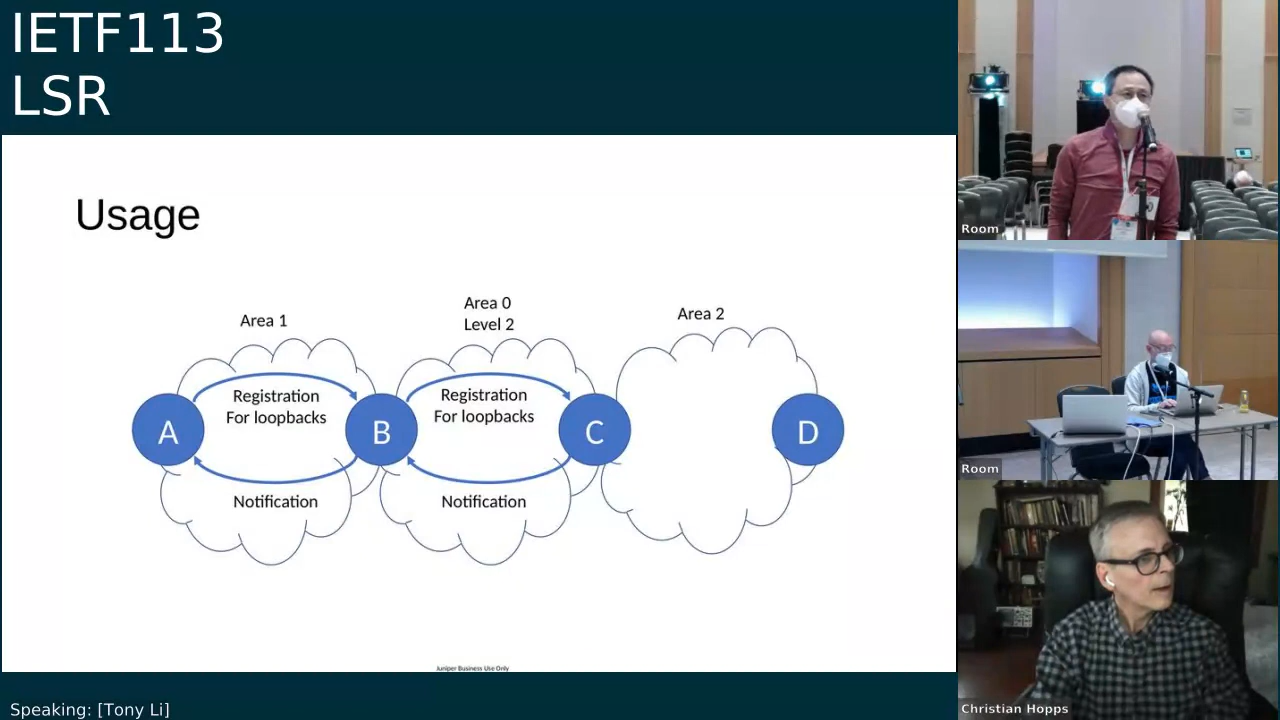 IETF113
LSR
Usage
Area 1
Area 0
Level 2
Area 2
Registration
For loopbacks
Registration
For loopbacks
A
B
C
D
Notification
Notification
Juniper Business Use Only
Speaking: [Tony Li]
Room
Room
Christian Hopps